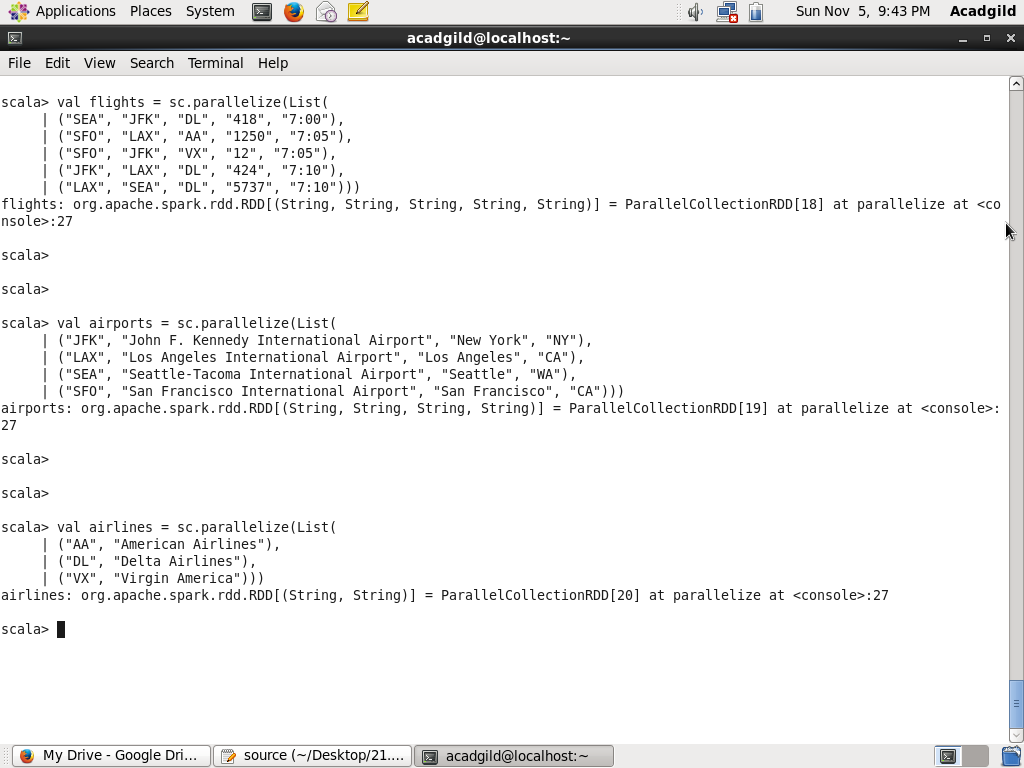 Applications Places System Sun Nov 5, 9:43 PM Acadgild
acadgild@localhost:~
File Edit View Search Terminal Help
scala> val flights = sc.parallelize(List(
     | ("SEA", "JFK", "DL", "418", "7:00"),
     | ("SFO", "LAX", "AA", "1250", "7:05"),
     | ("SFO", "JFK", "VX", "12", "7:05"),
     | ("JFK", "LAX", "DL", "424", "7:10"),
     | ("LAX", "SEA", "DL", "5737", "7:10")))
flights: org.apache.spark.rdd.RDD[(String, String, String, String, String)] = ParallelCollectionRDD[18] at parallelize at <co
nsole>:27
scala>
scala>
scala> val airports = sc.parallelize(List(
     | ("JFK", "John F. Kennedy International Airport", "New York", "NY"),
     | ("LAX", "Los Angeles International Airport", "Los Angeles", "CA"),
     | ("SEA", "Seattle-Tacoma International Airport", "Seattle", "WA"),
     | ("SFO", "San Francisco International Airport", "San Francisco", "CA")))
airports: org.apache.spark.rdd.RDD[(String, String, String, String)] = ParallelCollectionRDD[19] at parallelize at <console>:
27
scala>
scala>
scala> val airlines = sc.parallelize(List(
     | ("AA", "American Airlines"),
     | ("DL", "Delta Airlines"),
     | ("VX", "Virgin America")))
airlines: org.apache.spark.rdd.RDD[(String, String)] = ParallelCollectionRDD[20] at parallelize at <console>:27
scala>
My Drive - Google Dri... source (~/Desktop/21.... acadgild@localhost:~